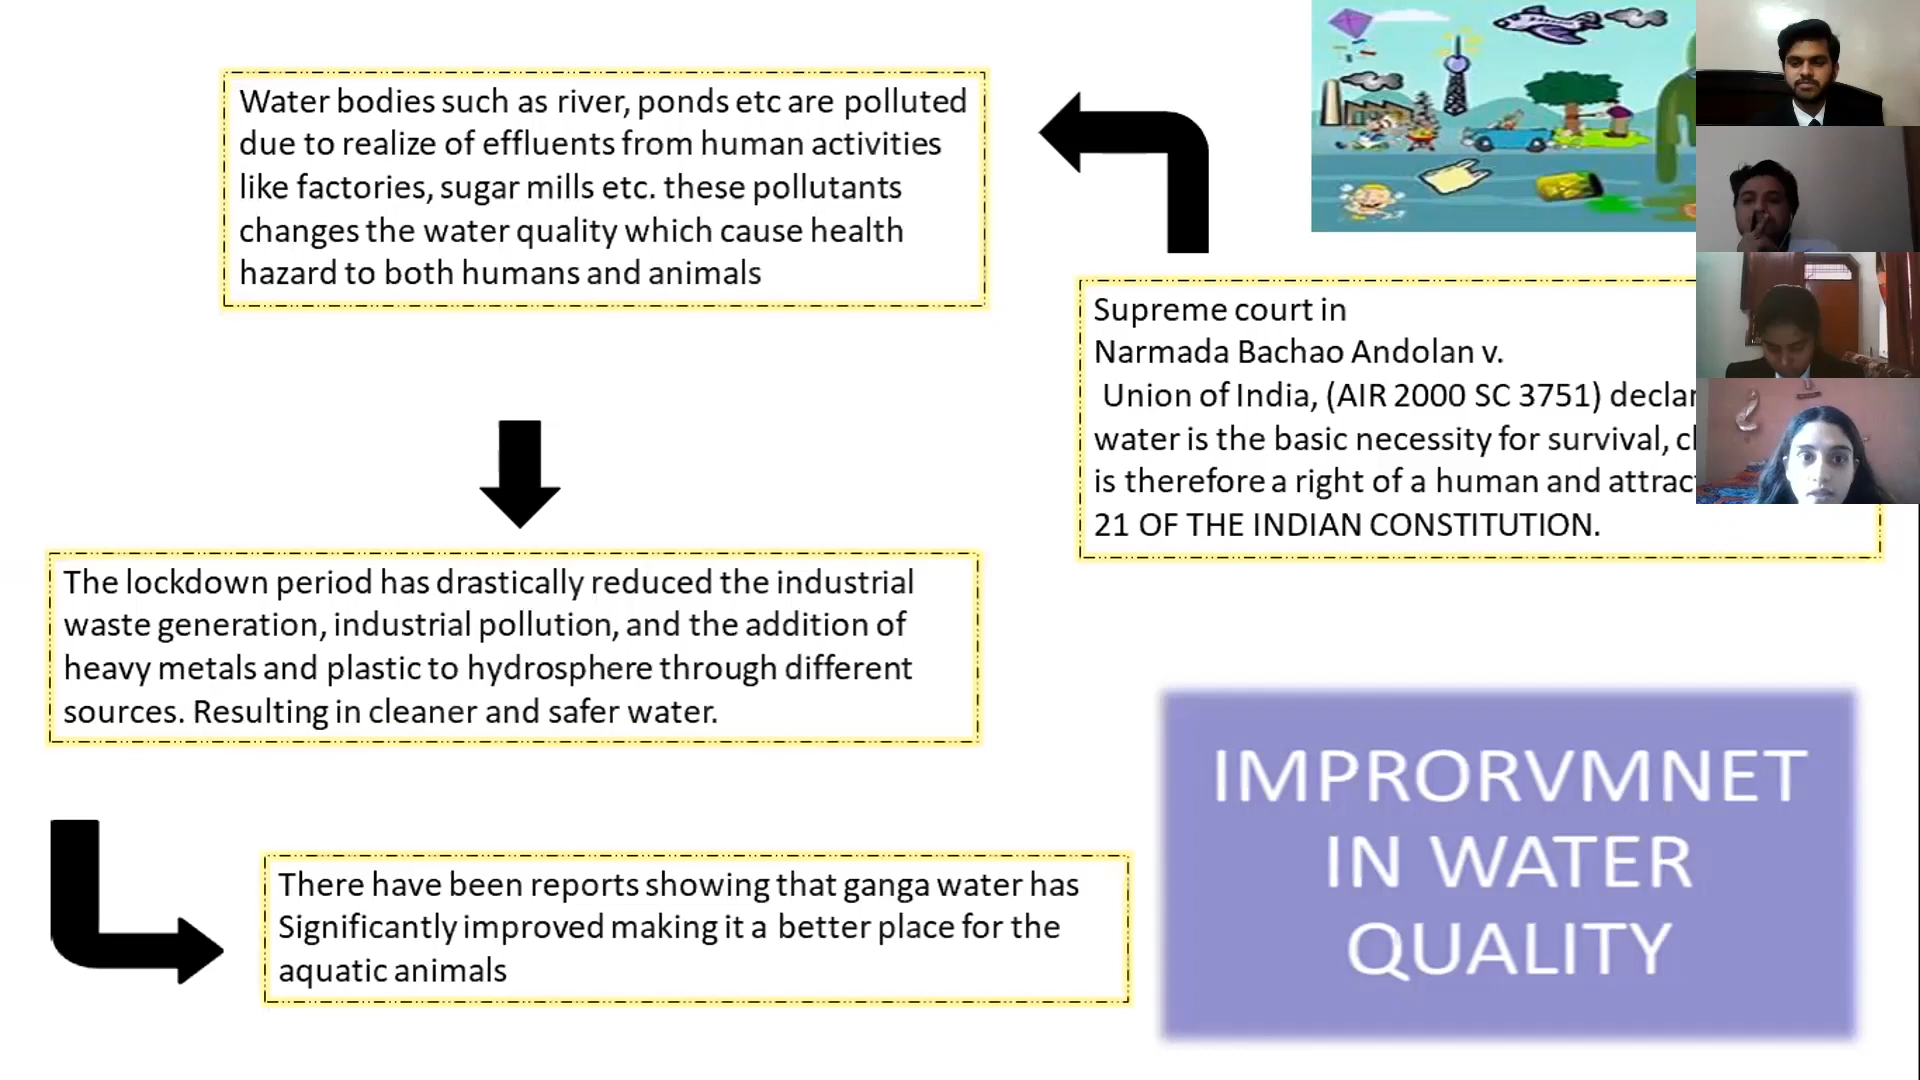 Water bodies such as river, ponds etc are polluted
due to realize of effluents from human activities
like factories, sugar mills etc. these pollutants
changes the water quality which cause health
hazard to both humans and animals
Supreme court in
Narmada Bachao Andolan v.
Union of India, (AIR 2000 SC 3751)
water is the basic necessity for survival,
is therefore a right of a human and
21 OF THE INDIAN CONSTITUTION.
The lockdown period has drastically reduced the industrial
waste generation, industrial pollution, and the addition of
heavy metals and plastic to hydrosphere through different
sources. Resulting in cleaner and safer water.
There have been reports showing that ganga water has
Significantly improved making it a better place for the
aquatic animals
IMPRORVMNET
IN WATER
QUALITY